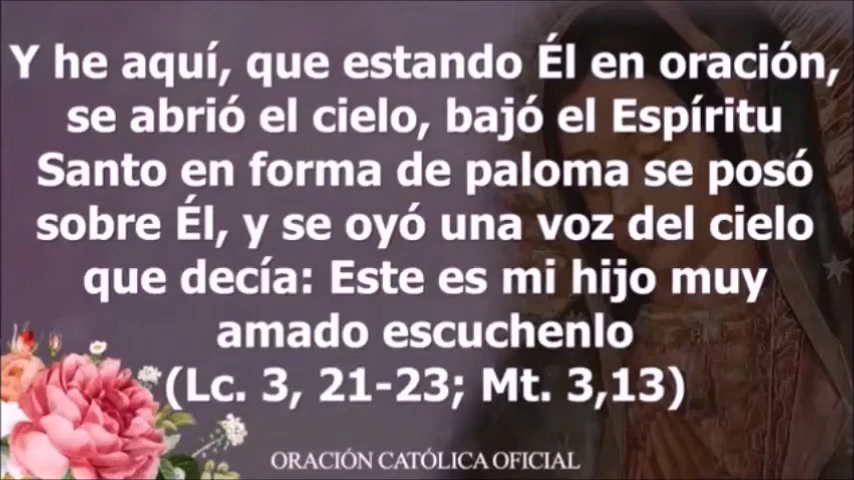 Y he aquí, que estando Él en oración,
se abrió el cielo, bajó el Espíritu
Santo en forma de paloma se posó
sobre Él, y se oyó una voz del cielo
que decía: Este es mi hijo muy
amado escuchenlo
(Lc. 3, 21-23; Mt. 3,13)
ORACIÓN CATÓLICA OFICIAL